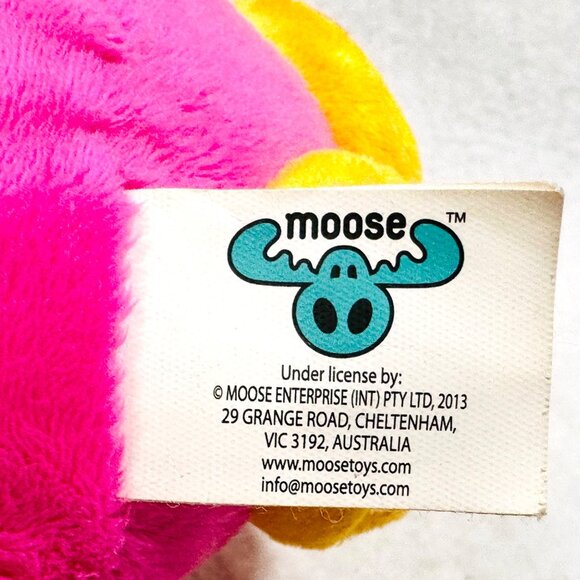 moose™
Under license by:
© MOOSE ENTERPRISE (INT) PTY LTD, 2013
29 GRANGE ROAD, CHELTENHAM,
VIC 3192, AUSTRALIA
www.moosetoys.com
info@moosetoys.com